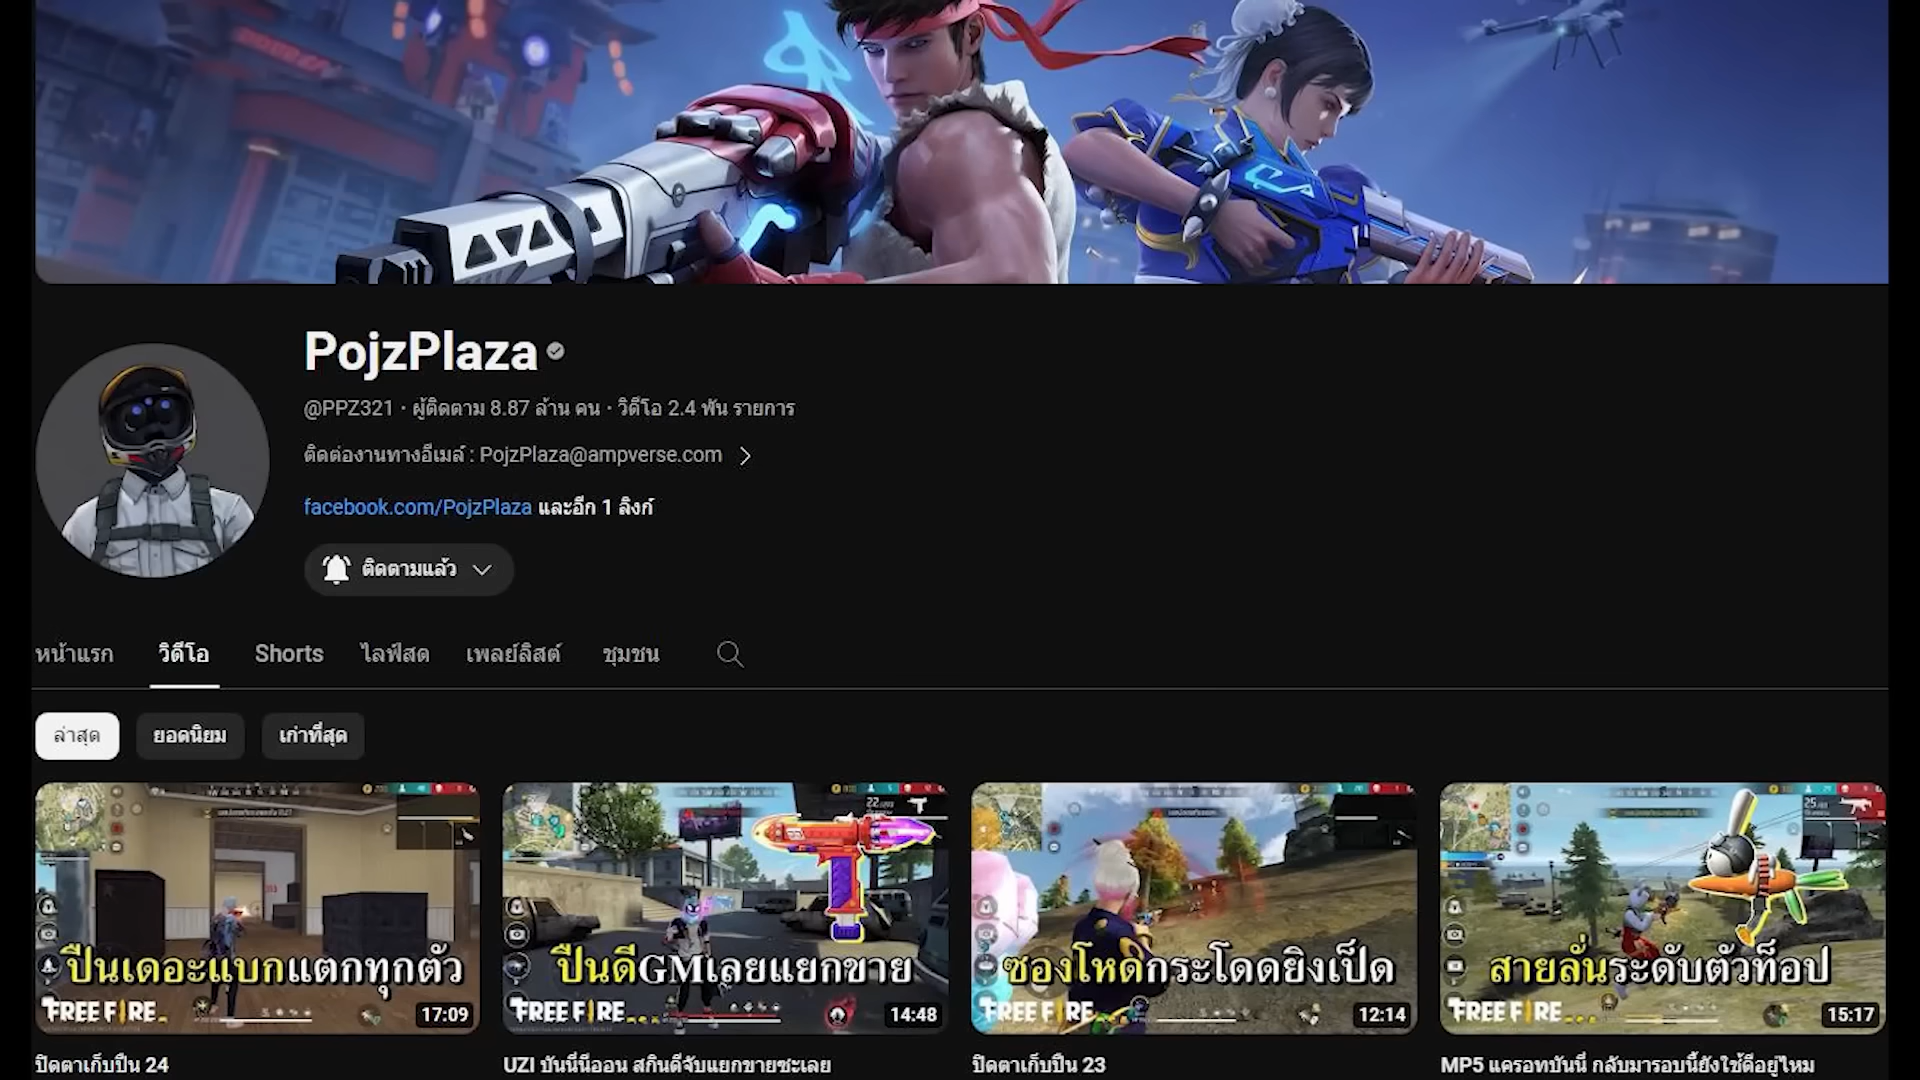 PojzPlaza
@PPZ321 · ผู้ติดตาม 8.87 ล้าน คน · วิดีโอ 2.4 พัน รายการ
ติดต่องานทางอีเมล์ : PojzPlaza@ampverse.com
facebook.com/PojzPlaza และอีก 1 ลิงก์
ติดตามแล้ว
หน้าแรก วิดีโอ Shorts ไลฟ์สด เพลย์ลิสต์ ชุมชน
ล่าสุด ยอดนิยม เก่าที่สุด
ปืนเดอะแบกแตกทุกตัว
FREE FIRE
17:09
ปืนดีGMเลยแยกขาย
FREE FIRE
14:48
ซองโหดกระโดดยิงเป็ด
FREE FIRE
12:14
สายลั่นระดับตัวท็อป
FREE FIRE
15:17
ปิดตาเก็บปืน 24
UZI บันนี่นีออน สกินดีจับแยกขายซะเลย
ปิดตาเก็บปืน 23
MP5 แครอทบันนี่ กลับมารอบนี้ยังใช้ดีอยู่ไหม